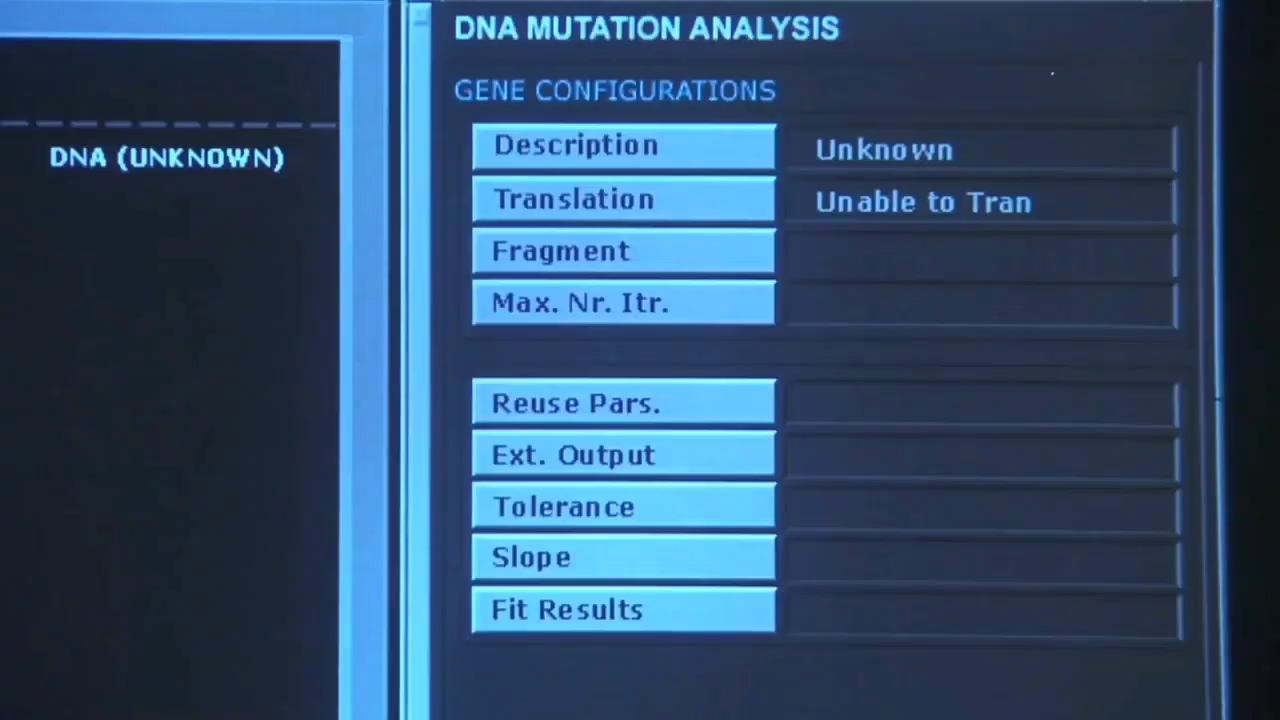 DNA MUTATION ANALYSIS
GENE CONFIGURATIONS
DNA (UNKNOWN)
Description Unknown
Translation Unable to Tran
Fragment
Max. Nr. Itr.
Reuse Pars.
Ext. Output
Tolerance
Slope
Fit Results